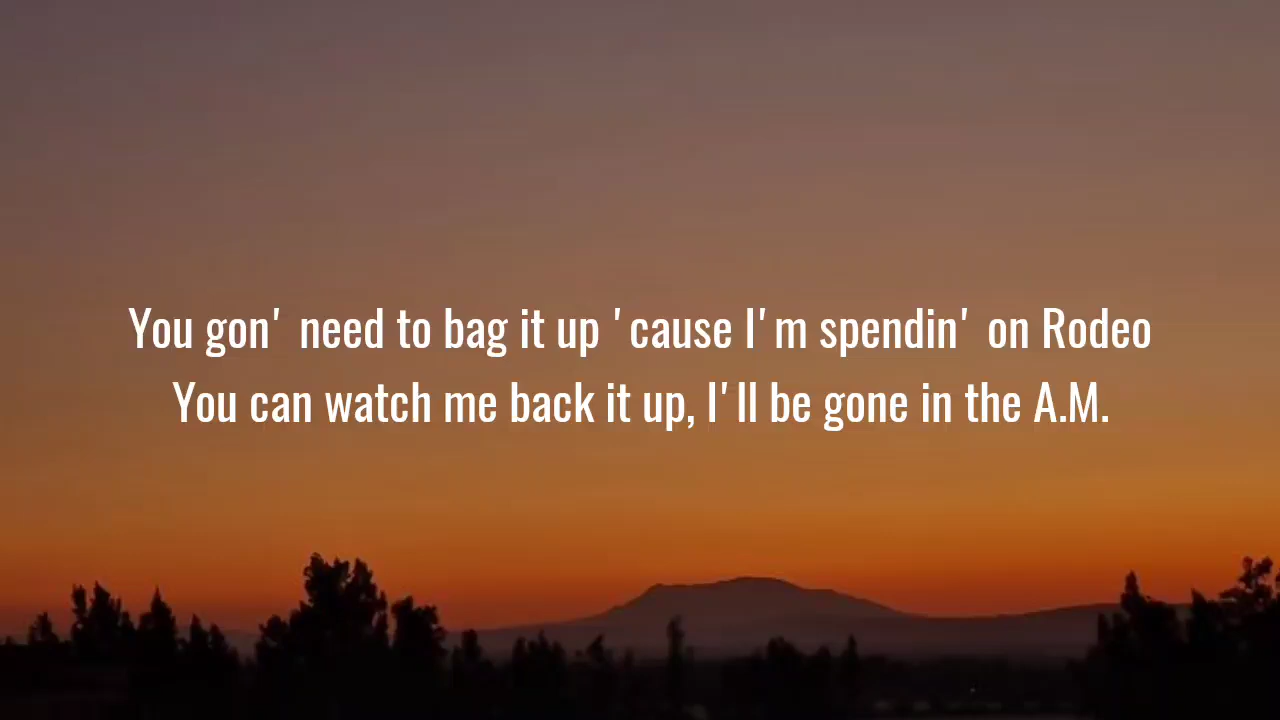 You gon' need to bag it up 'cause I'm spendin' on Rodeo
You can watch me back it up, I'll be gone in the A.M.